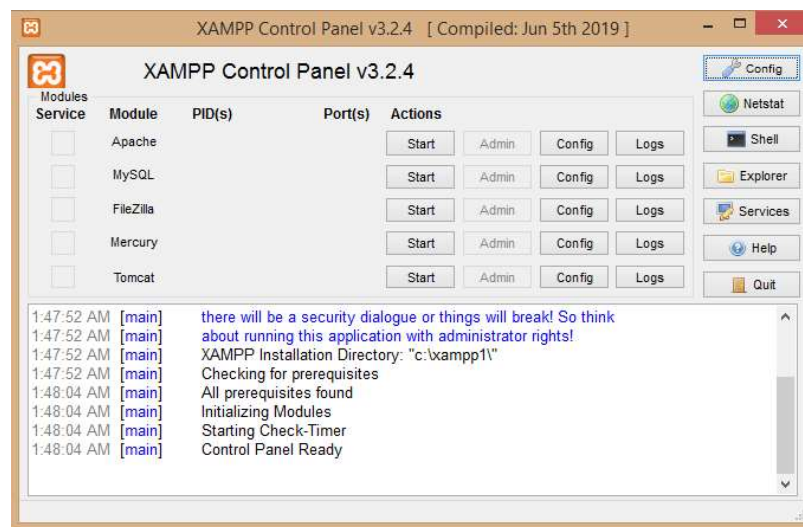 XAMPP Control Panel v3.2.4 [ Compiled: Jun 5th 2019 ]
XAMPP Control Panel v3.2.4
Config
Modules
Service Module PID(s) Port(s) Actions
Netstat
Apache Start Admin Config Logs
Shell
MySQL Start Admin Config Logs
Explorer
FileZilla Start Admin Config Logs
Services
Mercury Start Admin Config Logs
Help
Tomcat Start Admin Config Logs
Quit
1:47:52 AM [main] there will be a security dialogue or things will break! So think
1:47:52 AM [main] about running this application with administrator rights!
1:47:52 AM [main] XAMPP Installation Directory: "c:\xampp1\"
1:47:52 AM [main] Checking for prerequisites
1:48:04 AM [main] All prerequisites found
1:48:04 AM [main] Initializing Modules
1:48:04 AM [main] Starting Check-Timer
1:48:04 AM [main] Control Panel Ready